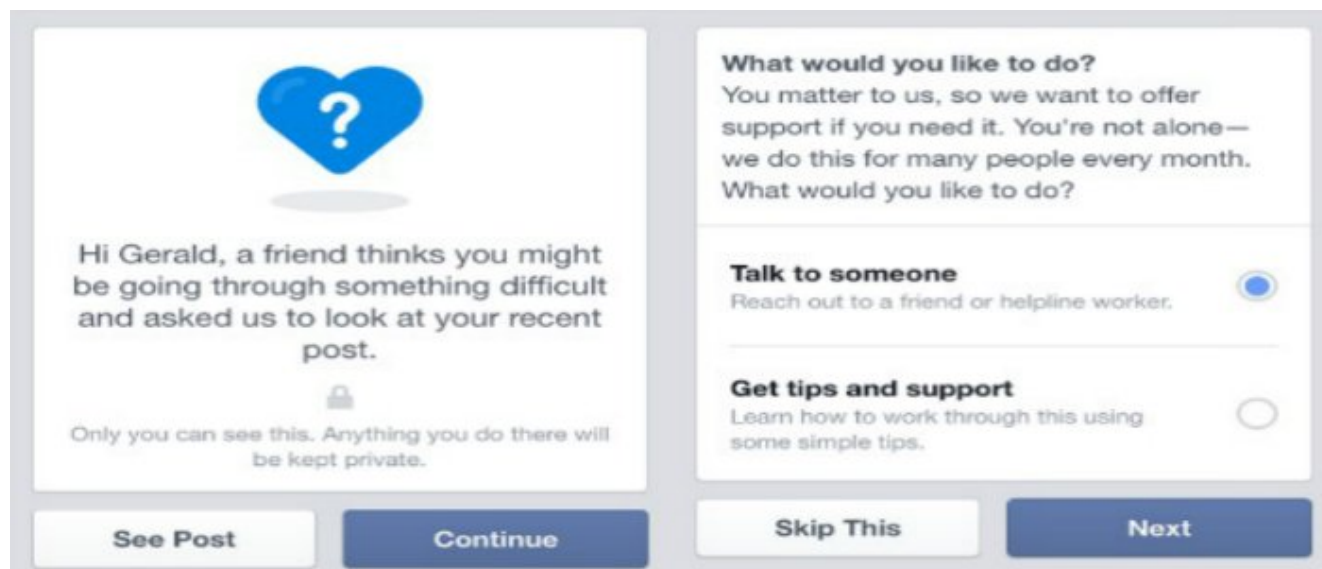 ?
Hi Gerald, a friend thinks you might
be going through something difficult
and asked us to look at your recent
post.
Only you can see this. Anything you do there will
be kept private.
See Post
Continue
What would you like to do?
You matter to us, so we want to offer
support if you need it. You're not alone—
we do this for many people every month.
What would you like to do?
Talk to someone
Reach out to a friend or helpline worker.
Get tips and support
Learn how to work through this using
some simple tips.
Skip This
Next